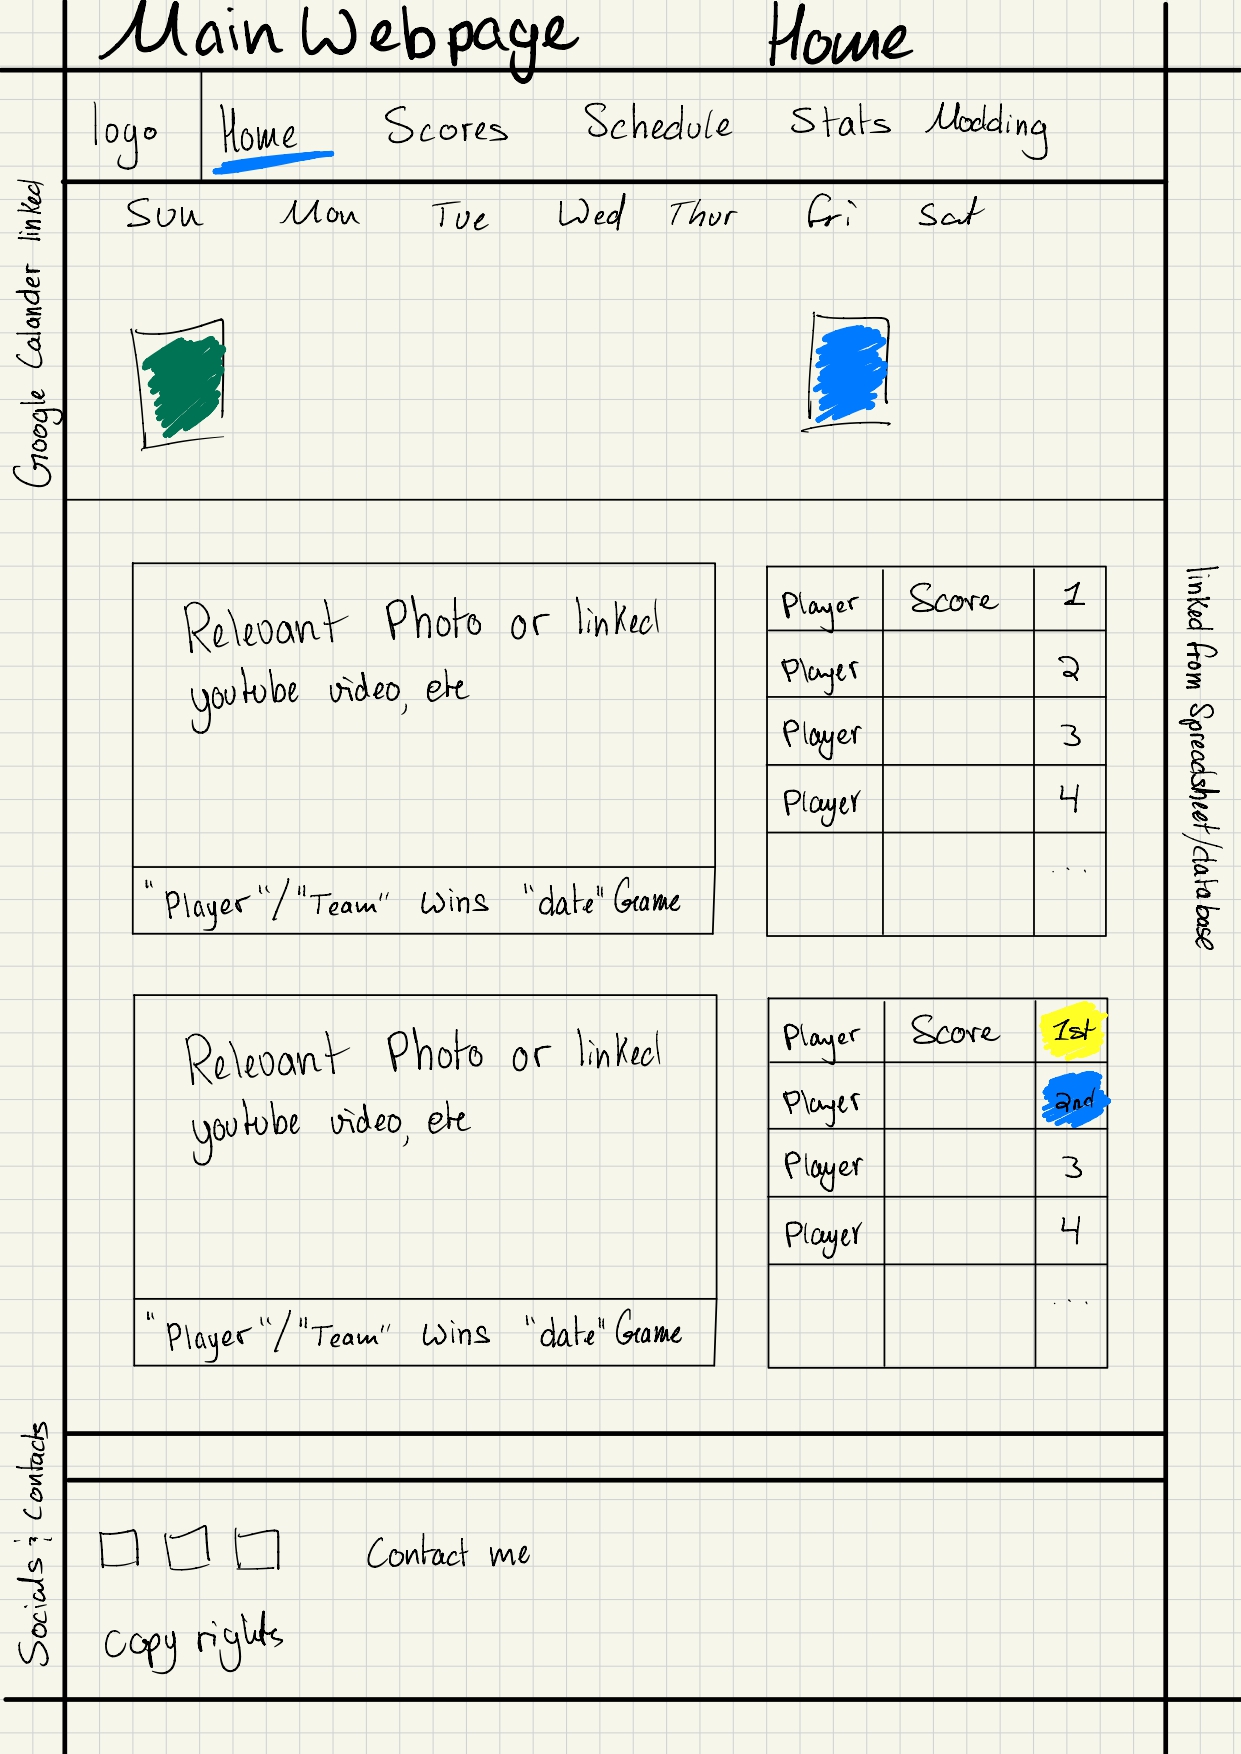 Main Webpage Home
logo Home Scores Schedule Stats Modding
Google Calander linked
Sun Mon Tue Wed Thur Fri Sat
Relevant Photo or linked
youtube video, etc
"Player"/"Team" wins "date" Game
Player Score 1
Player 2
Player 3
Player 4
...
linked from Spreadsheet/database
Relevant Photo or linked
youtube video, etc
"Player"/"Team" wins "date" Game
Player Score 1st
Player 2nd
Player 3
Player 4
...
Socials & Contacts
Contact me
Copy rights